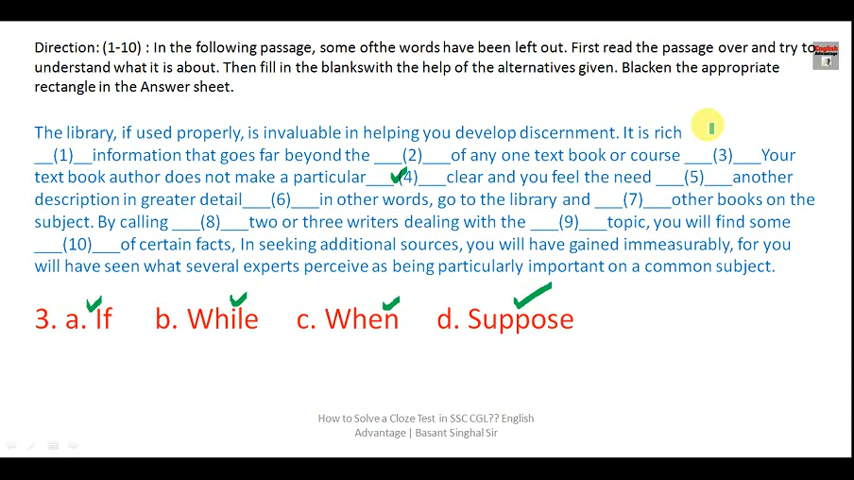 Direction: (1-10) : In the following passage, some ofthe words have been left out. First read the passage over and try to
understand what it is about. Then fill in the blankswith the help of the alternatives given. Blacken the appropriate
rectangle in the Answer sheet.
English
Advantage
The library, if used properly, is invaluable in helping you develop discernment. It is rich
__(1)__information that goes far beyond the ___(2)___of any one text book or course ___(3)___Your
text book author does not make a particular___(4)___clear and you feel the need ___(5)___another
description in greater detail___(6)___in other words, go to the library and ___(7)___other books on the
subject. By calling ___(8)___two or three writers dealing with the ___(9)___topic, you will find some
___(10)___of certain facts, In seeking additional sources, you will have gained immeasurably, for you
will have seen what several experts perceive as being particularly important on a common subject.
3. a. If b. While c. When d. Suppose
How to Solve a Cloze Test in SSC CGL?? English
Advantage | Basant Singhal Sir